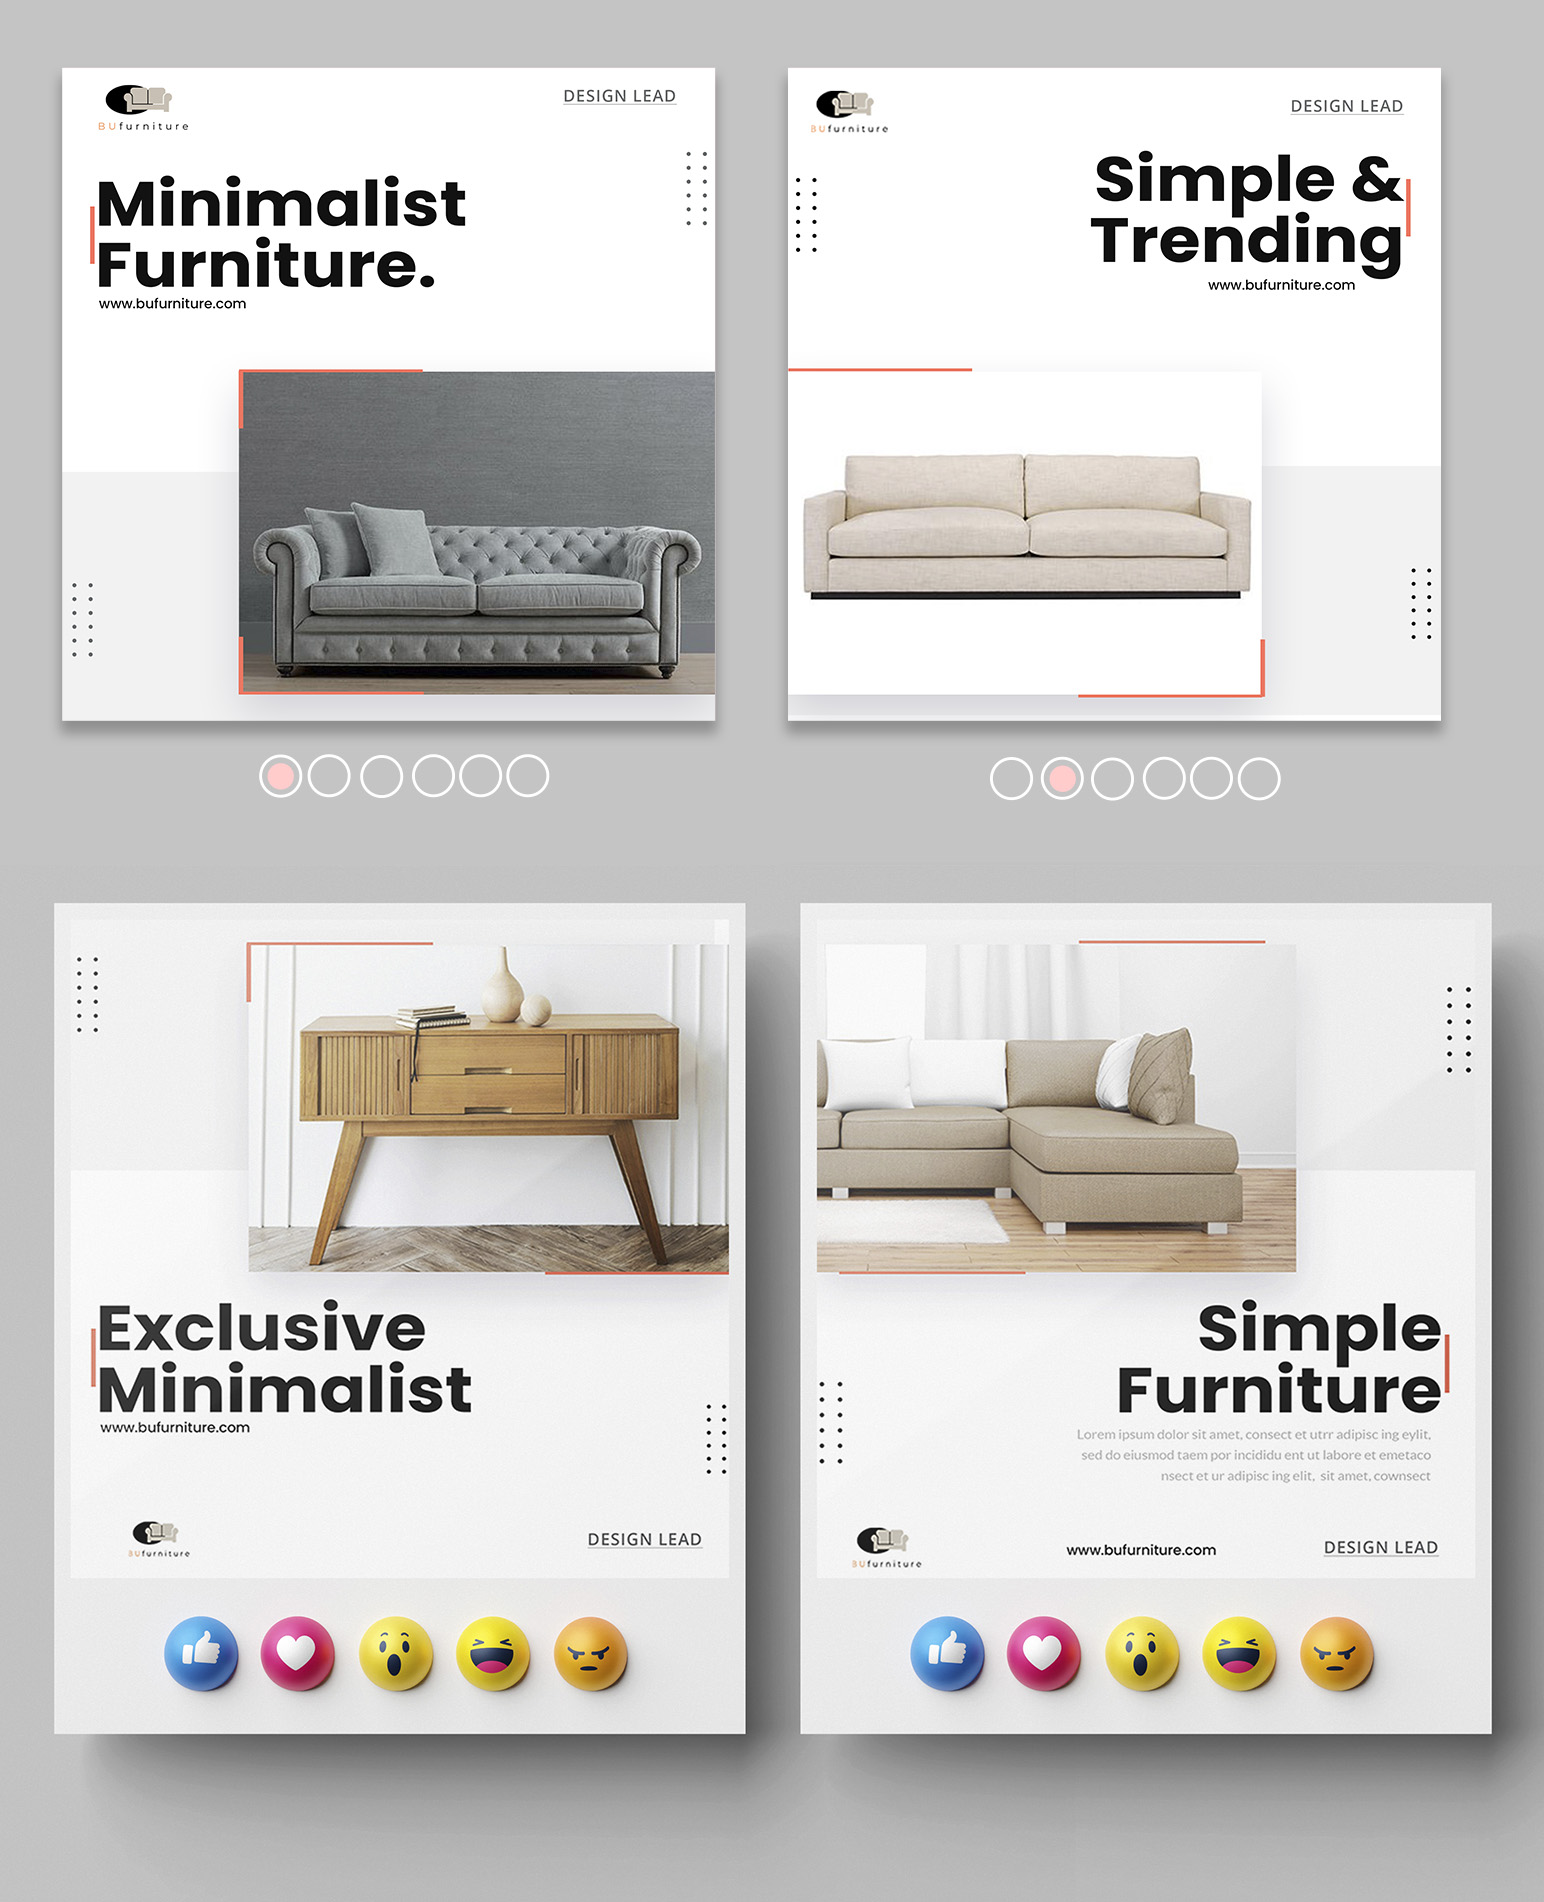 BUfurniture
DESIGN LEAD
Minimalist
Furniture.
www.bufurniture.com
BUfurniture
DESIGN LEAD
Simple &
Trending
www.bufurniture.com
Exclusive
Minimalist
www.bufurniture.com
BUfurniture
DESIGN LEAD
Simple
Furniture
Lorem ipsum dolor sit amet, consect et utrr adipisc ing eylit,
sed do eiusmod taem por incididu ent ut labore et emetaco
nsect et ur adipisc ing elit, sit amet, cownsect
BUfurniture
www.bufurniture.com
DESIGN LEAD